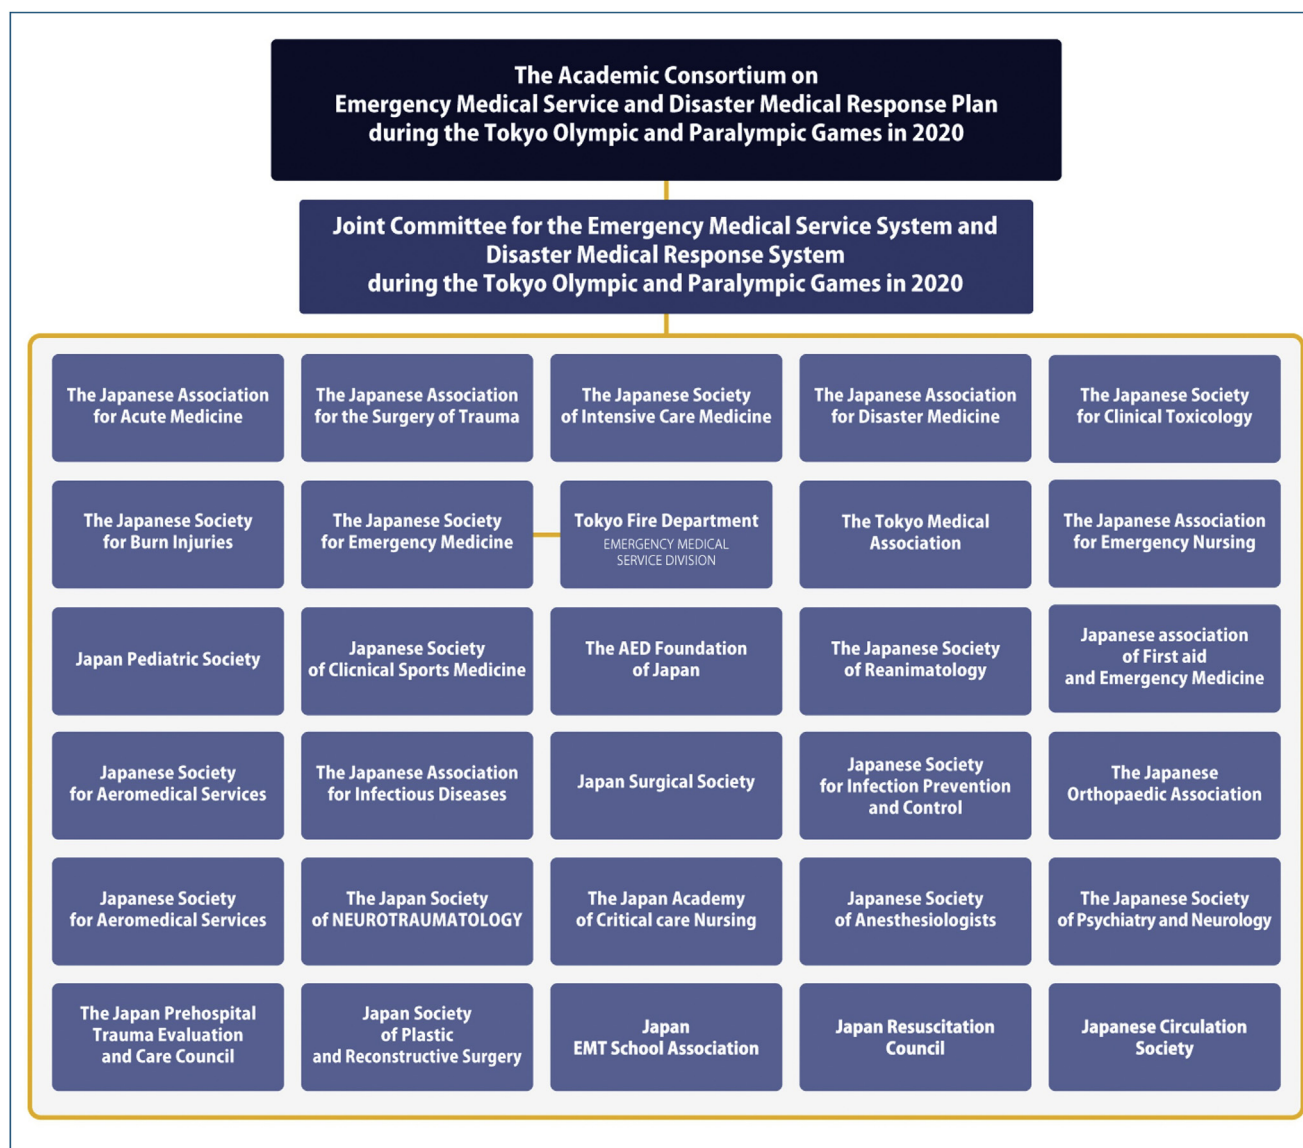 The Academic Consortium on
Emergency Medical Service and Disaster Medical Response Plan
during the Tokyo Olympic and Paralympic Games in 2020
Joint Committee for the Emergency Medical Service System and
Disaster Medical Response System
during the Tokyo Olympic and Paralympic Games in 2020
The Japanese Association
for Acute Medicine
The Japanese Association
for the Surgery of Trauma
The Japanese Society
of Intensive Care Medicine
The Japanese Association
for Disaster Medicine
The Japanese Society
for Clinical Toxicology
The Japanese Society
for Burn Injuries
The Japanese Society
for Emergency Medicine
Tokyo Fire Department
EMERGENCY MEDICAL
SERVICE DIVISION
The Tokyo Medical
Association
The Japanese Association
for Emergency Nursing
Japan Pediatric Society
Japanese Society
of Clicnical Sports Medicine
The AED Foundation
of Japan
The Japanese Society
of Reanimatology
Japanese association
of First aid
and Emergency Medicine
Japanese Society
for Aeromedical Services
The Japanese Association
for Infectious Diseases
Japan Surgical Society
Japanese Society
for Infection Prevention
and Control
The Japanese
Orthopaedic Association
Japanese Society
for Aeromedical Services
The Japan Society
of NEUROTRAUMATOLOGY
The Japan Academy
of Critical care Nursing
Japanese Society
of Anesthesiologists
The Japanese Society
of Psychiatry and Neurology
The Japan Prehospital
Trauma Evaluation
and Care Council
Japan Society
of Plastic
and Reconstructive Surgery
Japan
EMT School Association
Japan Resuscitation
Council
Japanese Circulation
Society